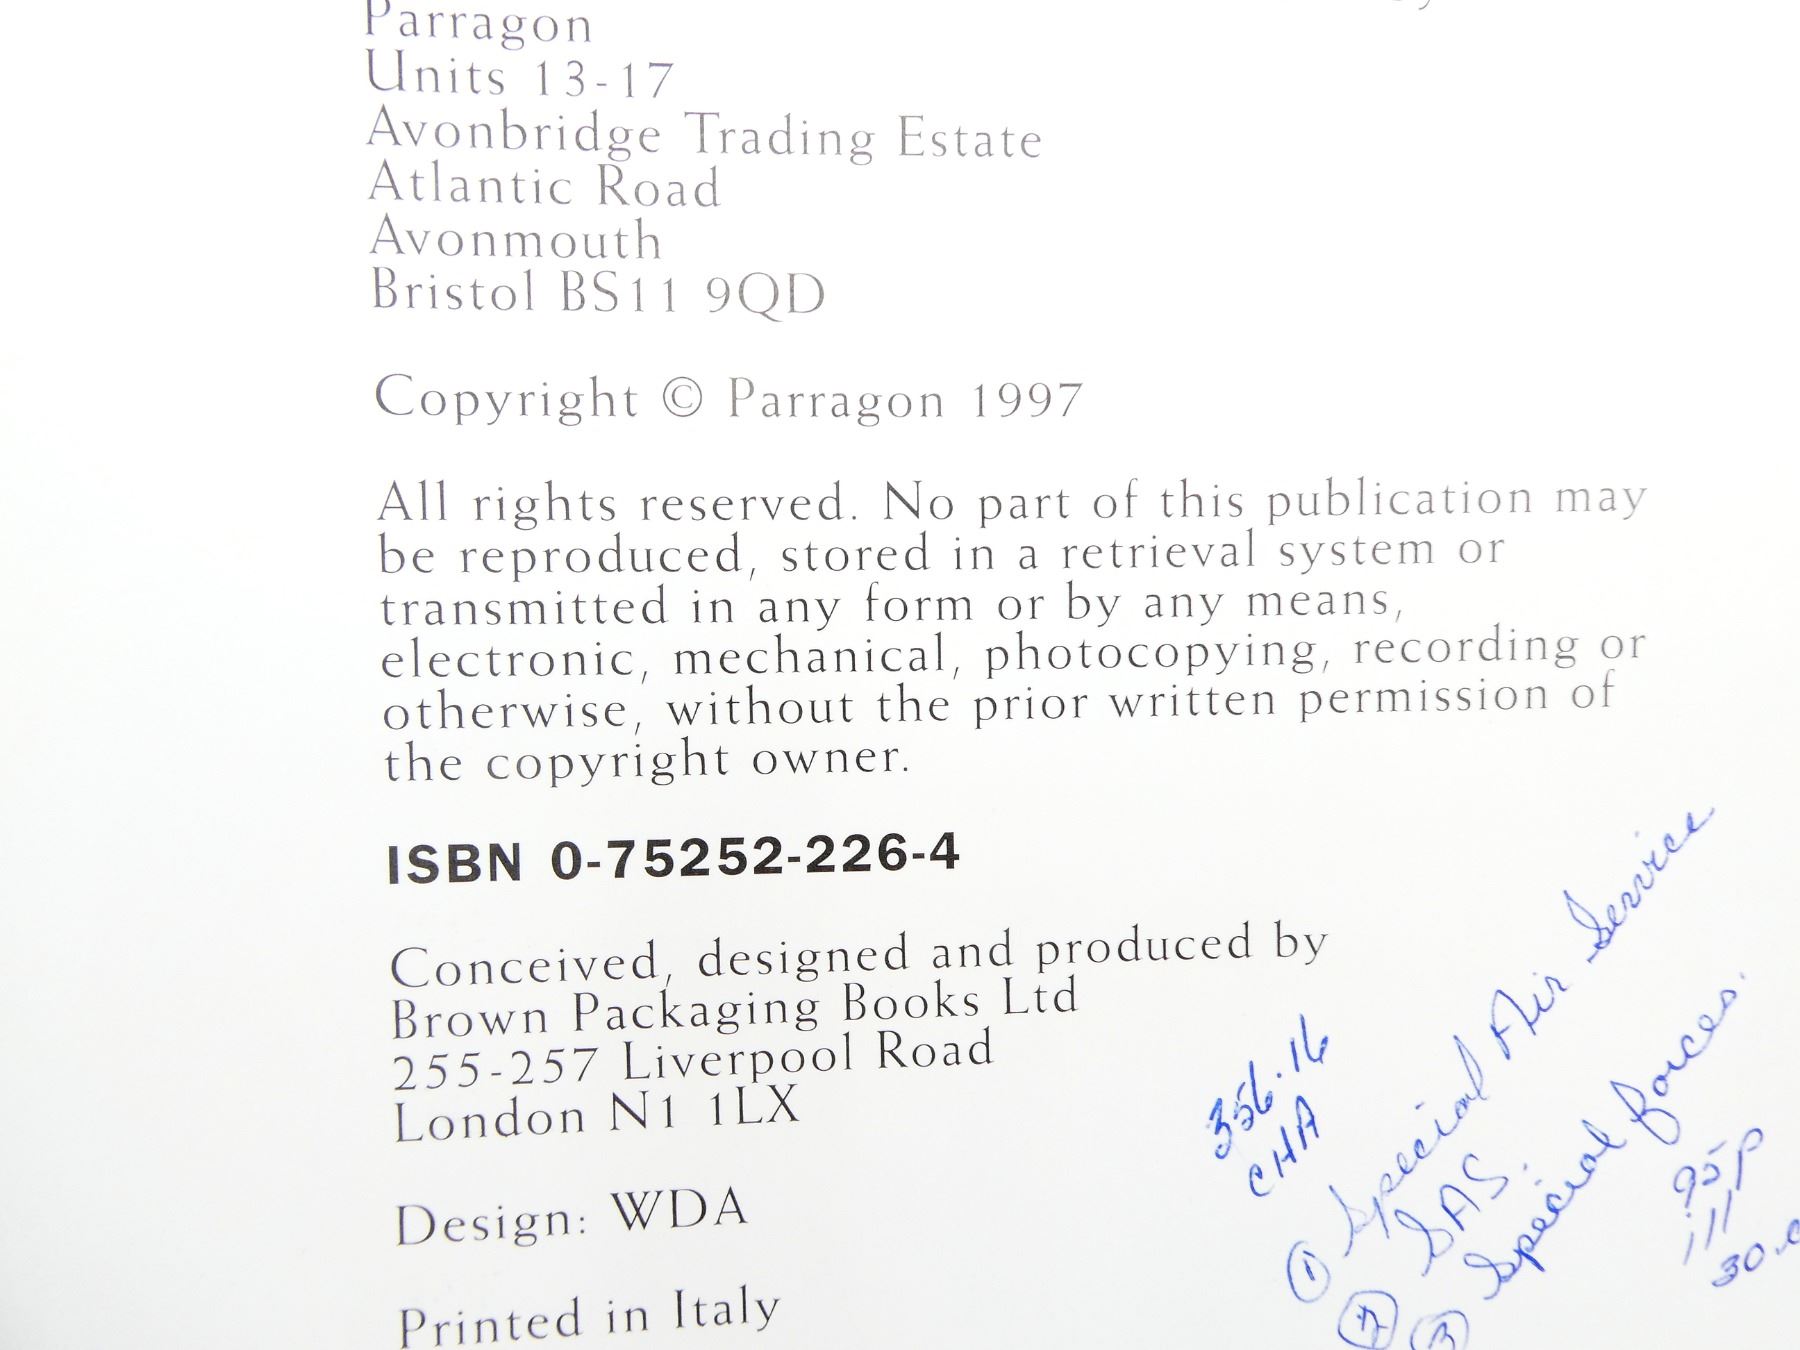 Parragon
Units 13-17
Avonbridge Trading Estate
Atlantic Road
Avonmouth
Bristol BS11 9QD
Copyright © Parragon 1997
All rights reserved. No part of this publication may
be reproduced, stored in a retrieval system or
transmitted in any form or by any means,
electronic, mechanical, photocopying, recording or
otherwise, without the prior written permission of
the copyright owner.
ISBN 0-75252-226-4
Conceived, designed and produced by
Brown Packaging Books Ltd
255-257 Liverpool Road
London N1 1LX
Design: WDA
Printed in Italy
356.16
CHA
① Special Air Service
② SAS.
③ Special forces.
95p
ill